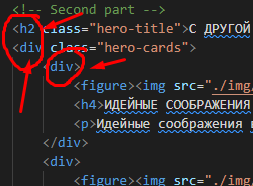 <!-- Second part -->
<h2 class="hero-title">С ДРУГОЙ
<div class="hero-cards">
<div>
<figure><img src="./img,
<h4>ИДЕЙНЫЕ СООБРАЖЕНИЯ
<p>Идейные соображения
</div>
<div>
<figure><img src="./img,